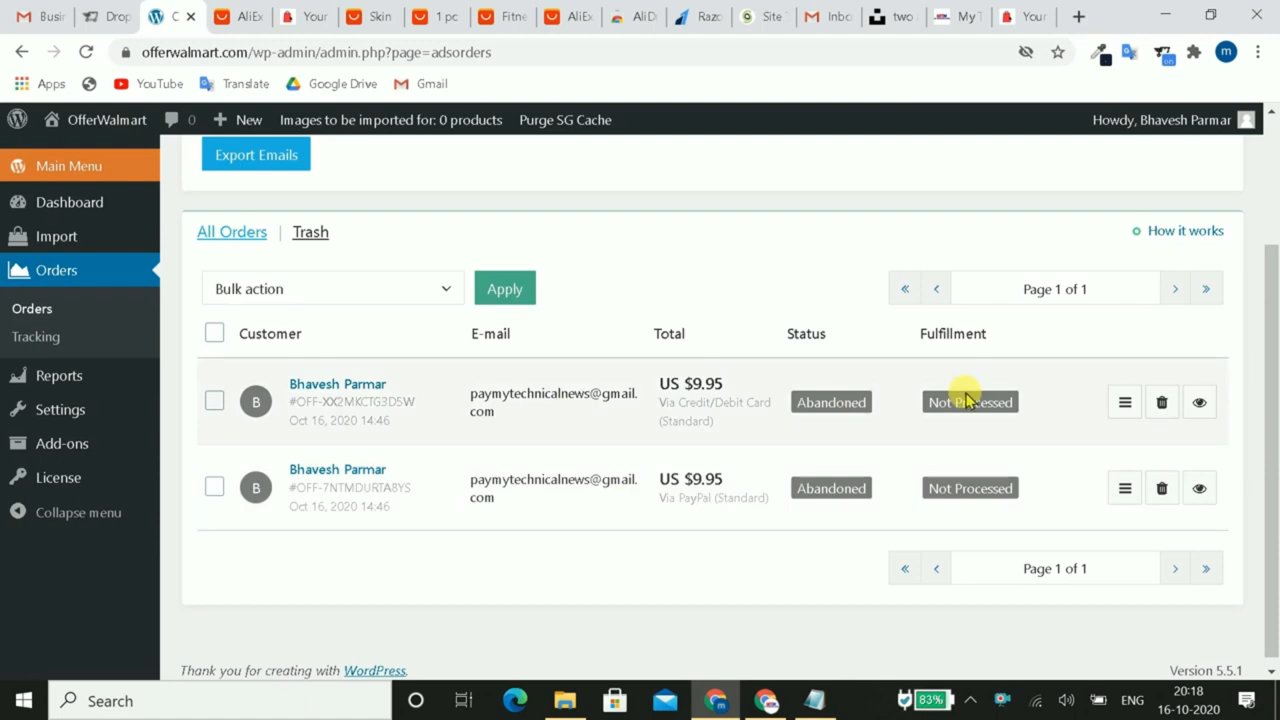 Busi
Drop
C
AliEx
Your
Skin
1 pc
Fitne
AliEx
AliD
Razo
Site
Inbo
two
My T
Your
offerwalmart.com/wp-admin/admin.php?page=adsorders
m
on
Apps
YouTube
Translate
Google Drive
Gmail
OfferWalmart
0
New
Images to be imported for: 0 products
Purge SG Cache
Howdy, Bhavesh Parmar
Main Menu
Dashboard
Import
Orders
Orders
Tracking
Reports
Settings
Add-ons
License
Collapse menu
Export Emails
All Orders | Trash
How it works
Bulk action
Apply
« ‹ Page 1 of 1 › »
Customer E-mail Total Status Fulfillment
B
Bhavesh Parmar
#OFF-XX2MKCTG3D5W
Oct 16, 2020 14:46
paymytechnicalnews@gmail.
com
US $9.95
Via Credit/Debit Card
(Standard)
Abandoned
Not Processed
B
Bhavesh Parmar
#OFF-7NTMDURTA8YS
Oct 16, 2020 14:46
paymytechnicalnews@gmail.
com
US $9.95
Via PayPal (Standard)
Abandoned
Not Processed
« ‹ Page 1 of 1 › »
Thank you for creating with WordPress.
Version 5.5.1
Search
m
83%
ENG
20:18
16-10-2020